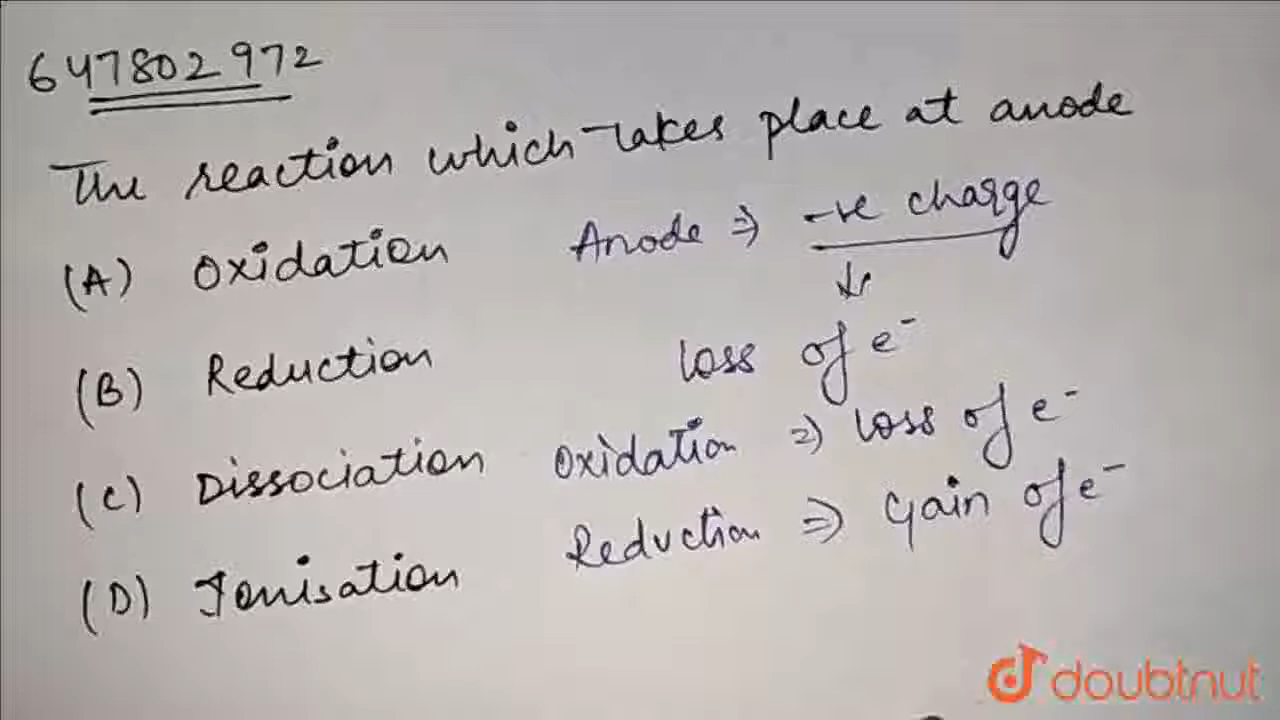 647802972
The reaction which takes place at anode
(A) Oxidation
Anode ⇒ -ve charge
↓
loss of e⁻
(B) Reduction
(C) Dissociation
Oxidation ⇒ loss of e⁻
Reduction ⇒ Gain of e⁻
(D) Ionisation
doubtnut